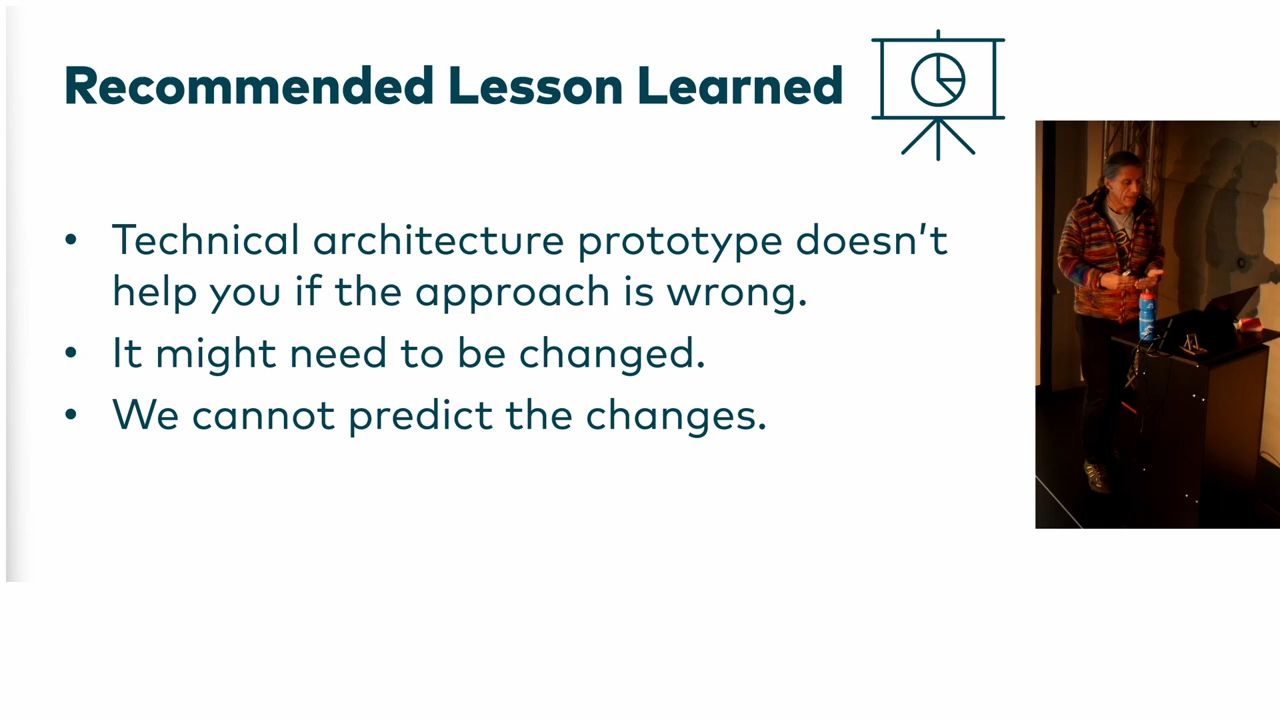 Recommended Lesson Learned
• Technical architecture prototype doesn’t
help you if the approach is wrong.
• It might need to be changed.
• We cannot predict the changes.